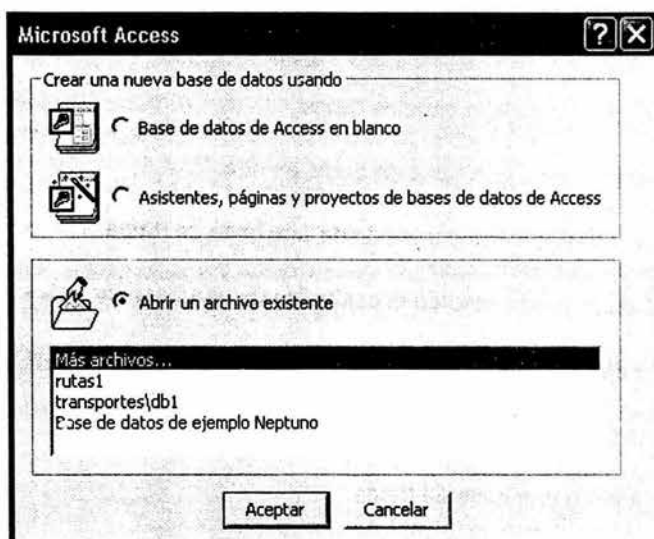 Microsoft Access
Crear una nueva base de datos usando
Base de datos de Access en blanco
Asistentes, páginas y proyectos de bases de datos de Access
Abrir un archivo existente
Más archivos...
rutas1
transportes\db1
Base de datos de ejemplo Neptuno
Aceptar Cancelar